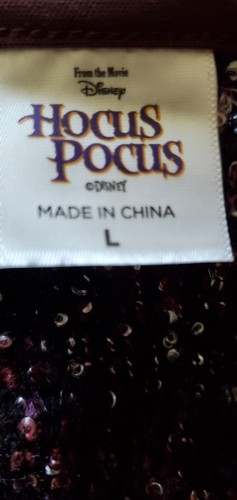 From the Movie
Disney
HOCUS
POCUS
©DISNEY
MADE IN CHINA
L